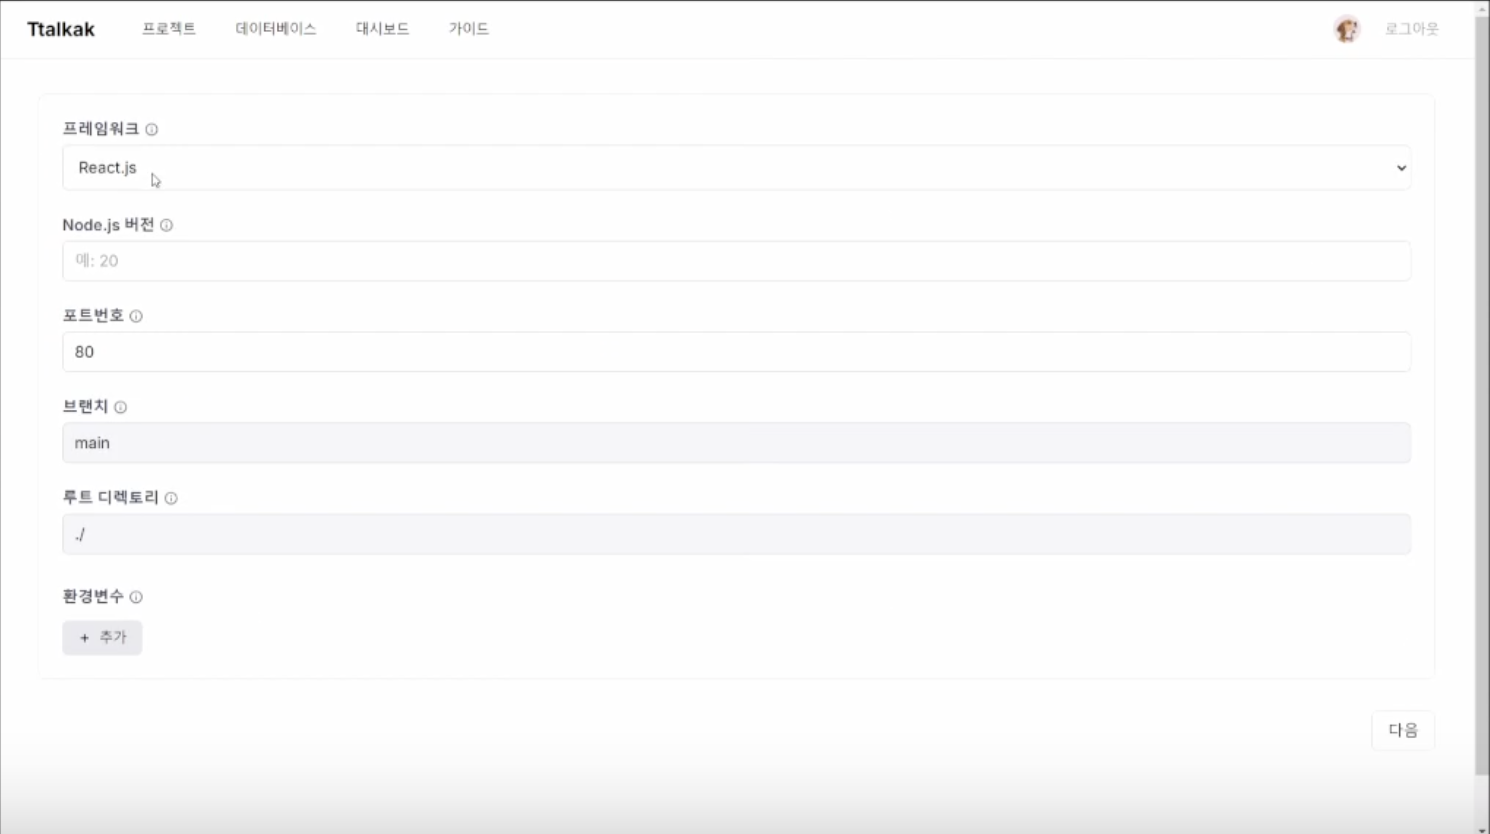 Ttalkak 프로젝트 데이터베이스 대시보드 가이드 로그아웃
프레임워크
React.js
Node.js 버전
예: 20
포트번호
80
브랜치
main
루트 디렉토리
./
환경변수
+ 추가
다음